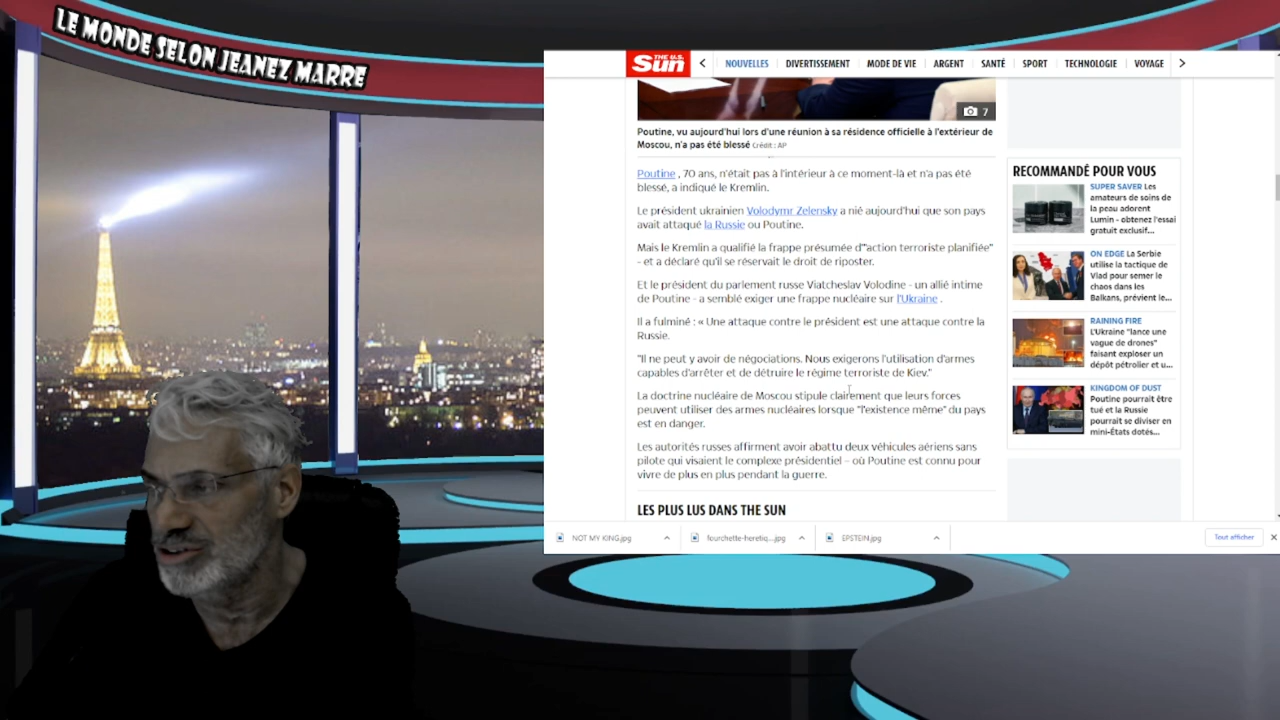 LE MONDE SELON JEANEZ MARRE
THE U.S. Sun
NOUVELLES DIVERTISSEMENT MODE DE VIE ARGENT SANTÉ SPORT TECHNOLOGIE VOYAGE
7
Poutine, vu aujourd'hui lors d'une réunion à sa résidence officielle à l'extérieur de
Moscou, n'a pas été blessé Crédit : AP
Poutine , 70 ans, n'était pas à l'intérieur à ce moment-là et n'a pas été
blessé, a indiqué le Kremlin.
Le président ukrainien Volodymr Zelensky a nié aujourd'hui que son pays
avait attaqué la Russie ou Poutine.
Mais le Kremlin a qualifié la frappe présumée d'"action terroriste planifiée"
- et a déclaré qu'il se réservait le droit de riposter.
Et le président du parlement russe Viatcheslav Volodine - un allié intime
de Poutine - a semblé exiger une frappe nucléaire sur l'Ukraine .
Il a fulminé : « Une attaque contre le président est une attaque contre la
Russie.
"Il ne peut y avoir de négociations. Nous exigerons l'utilisation d'armes
capables d'arrêter et de détruire le régime terroriste de Kiev."
La doctrine nucléaire de Moscou stipule clairement que leurs forces
peuvent utiliser des armes nucléaires lorsque "l'existence même" du pays
est en danger.
Les autorités russes affirment avoir abattu deux véhicules aériens sans
pilote qui visaient le complexe présidentiel – où Poutine est connu pour
vivre de plus en plus pendant la guerre.
LES PLUS LUS DANS THE SUN
RECOMMANDÉ POUR VOUS
SUPER SAVER Les
amateurs de soins de
la peau adorent
Lumin - obtenez l'essai
gratuit exclusif...
ON EDGE La Serbie
utilise la tactique de
Vlad pour semer le
chaos dans les
Balkans, prévient le...
RAINING FIRE
L'Ukraine "lance une
vague de drones"
faisant exploser un
dépôt pétrolier et u...
KINGDOM OF DUST
Poutine pourrait être
tué et la Russie
pourrait se diviser en
mini-États dotés...
NOT MY KING.jpg fourchette-heretiq....jpg EPSTEIN.jpg Tout afficher